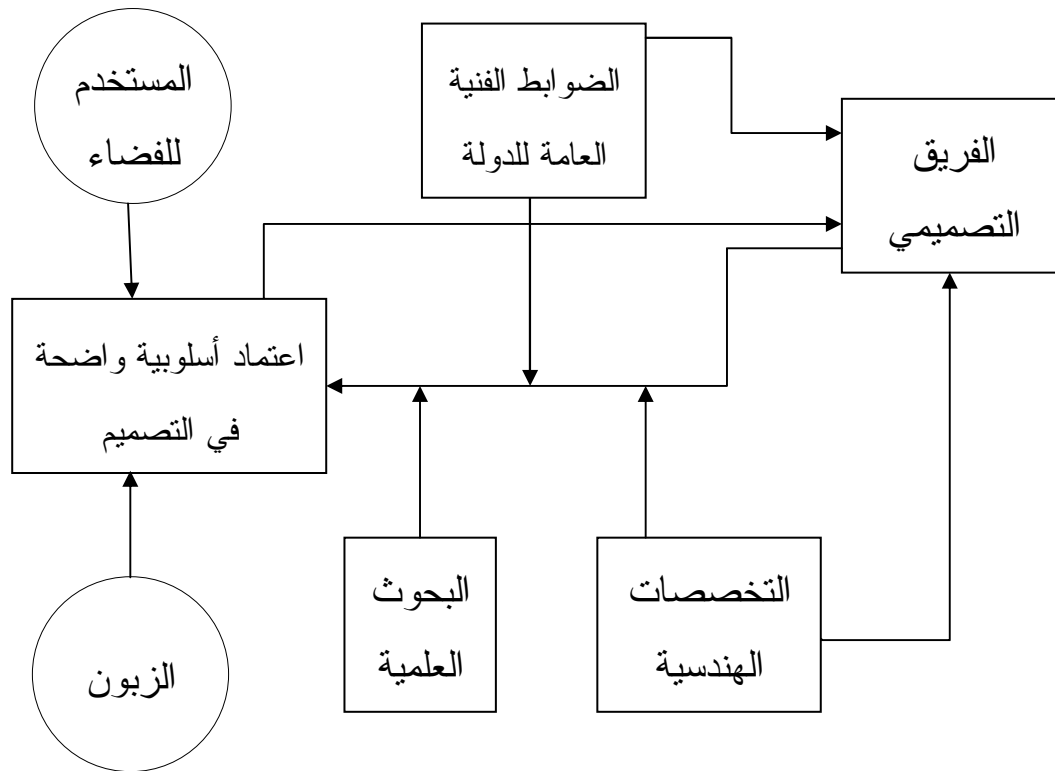 المستخدم
للفضاء
الضوابط الفنية
العامة للدولة
الفريق
التصميمي
اعتماد أسلوبية واضحة
في التصميم
البحوث
العلمية
التخصصات
الهندسية
الزبون